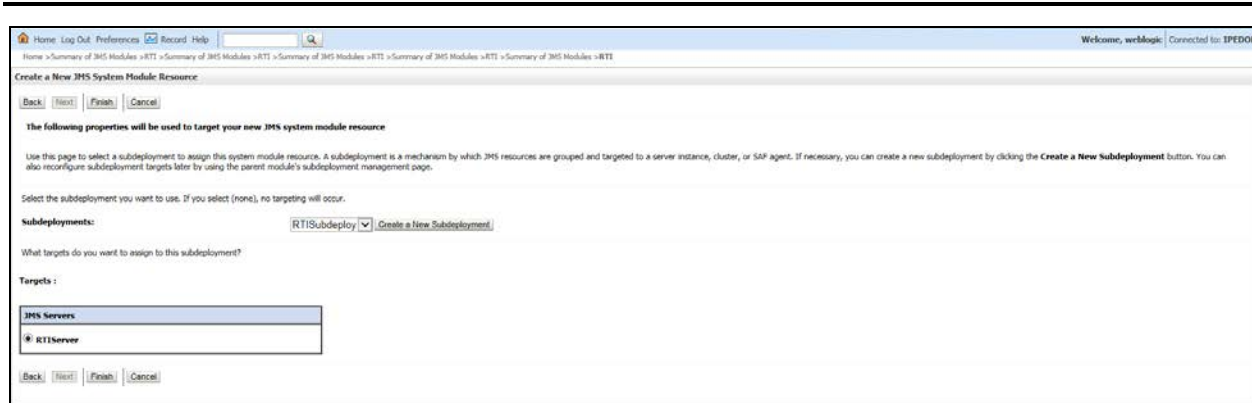 Home Log Out Preferences Record Help
Welcome, weblogic Connected to: IPEDO
Home >Summary of JMS Modules >RTI >Summary of JMS Modules >RTI >Summary of JMS Modules >RTI >Summary of JMS Modules >RTI >Summary of JMS Modules >RTI
Create a New JMS System Module Resource
Back Next Finish Cancel
The following properties will be used to target your new JMS system module resource
Use this page to select a subdeployment to assign this system module resource. A subdeployment is a mechanism by which JMS resources are grouped and targeted to a server instance, cluster, or SAF agent. If necessary, you can create a new subdeployment by clicking the Create a New Subdeployment button. You can
also reconfigure subdeployment targets later by using the parent module's subdeployment management page.
Select the subdeployment you want to use. If you select (none), no targeting will occur.
Subdeployments: RTISubdeploy Create a New Subdeployment
What targets do you want to assign to this subdeployment?
Targets :
JMS Servers
RTIServer
Back Next Finish Cancel